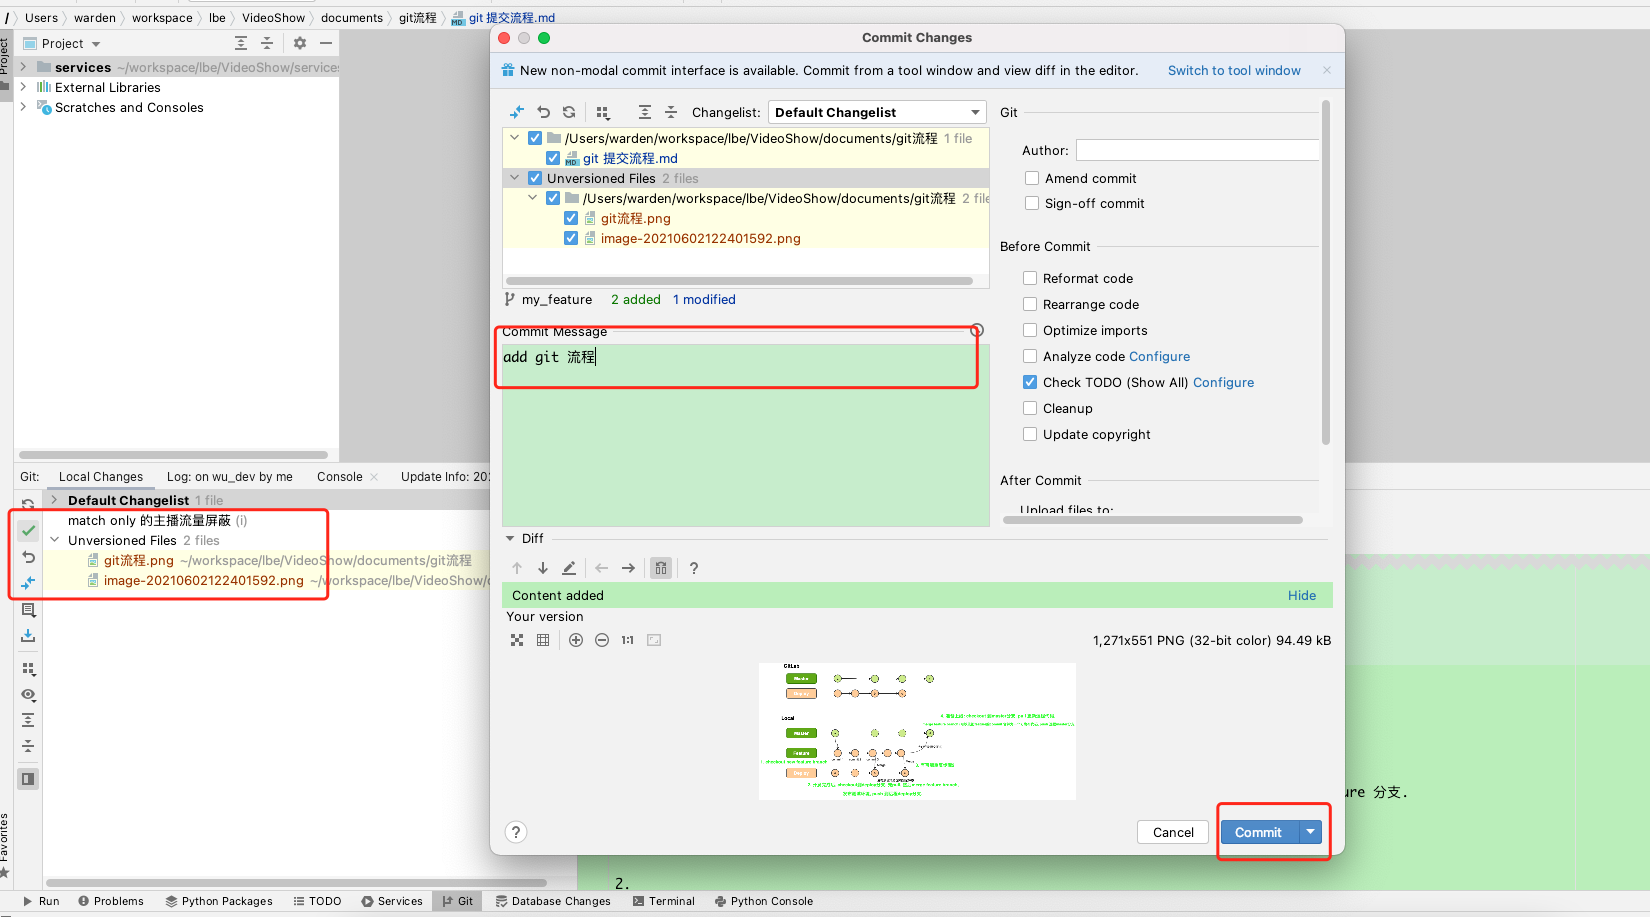 / Users warden workspace lbe VideoShow documents git流程 git 提交流程.md
Project
Project
services ~/workspace/lbe/VideoShow/services
External Libraries
Scratches and Consoles
Commit Changes
New non-modal commit interface is available. Commit from a tool window and view diff in the editor. Switch to tool window
Changelist: Default Changelist
/Users/warden/workspace/lbe/VideoShow/documents/git流程 1 file
git 提交流程.md
Unversioned Files 2 files
/Users/warden/workspace/lbe/VideoShow/documents/git流程 2 file
git流程.png
image-20210602122401592.png
my_feature 2 added 1 modified
Commit Message
add git 流程
Git
Author:
Amend commit
Sign-off commit
Before Commit
Reformat code
Rearrange code
Optimize imports
Analyze code Configure
Check TODO (Show All) Configure
Cleanup
Update copyright
After Commit
Upload files to:
Diff
?
Content added Hide
Your version
1:1 1,271x551 PNG (32-bit color) 94.49 kB
GitLab
Master
Deploy
Local
Master
Feature
Deploy
? Cancel Commit
Git: Local Changes Log: on wu_dev by me Console Update Info: 202
Default Changelist 1 file
match only 的主播流量屏蔽 (i)
Unversioned Files 2 files
git流程.png ~/workspace/lbe/VideoShow/documents/git流程
image-20210602122401592.png ~/workspace/lbe/VideoShow/d
ure 分支.
2.
Favorites
Run Problems Python Packages TODO Services Git Database Changes Terminal Python Console